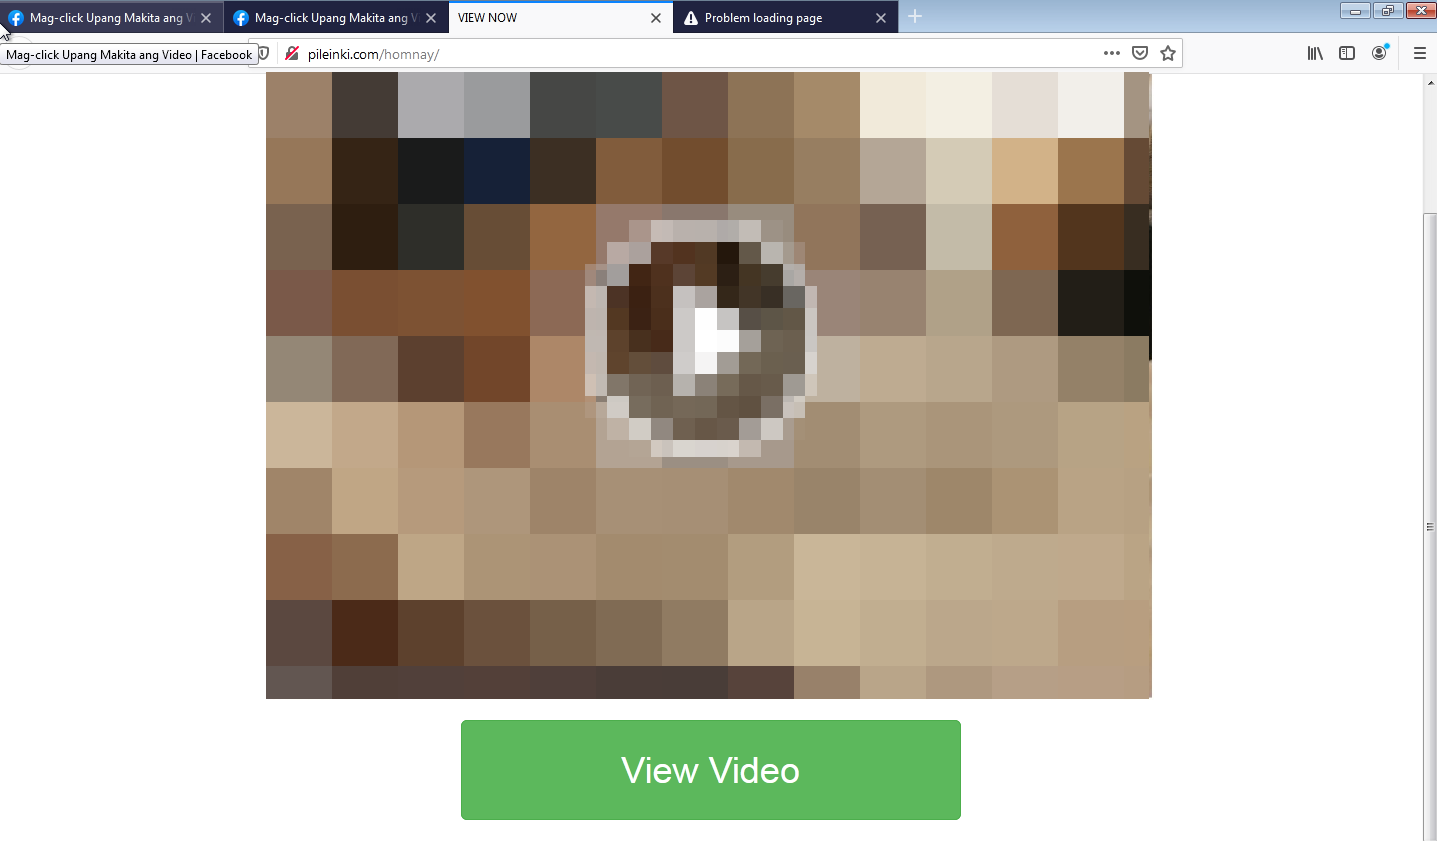 Mag-click Upang Makita ang Vi
Mag-click Upang Makita ang V
VIEW NOW
Problem loading page
Mag-click Upang Makita ang Video | Facebook
pileinki.com/homnay/
View Video